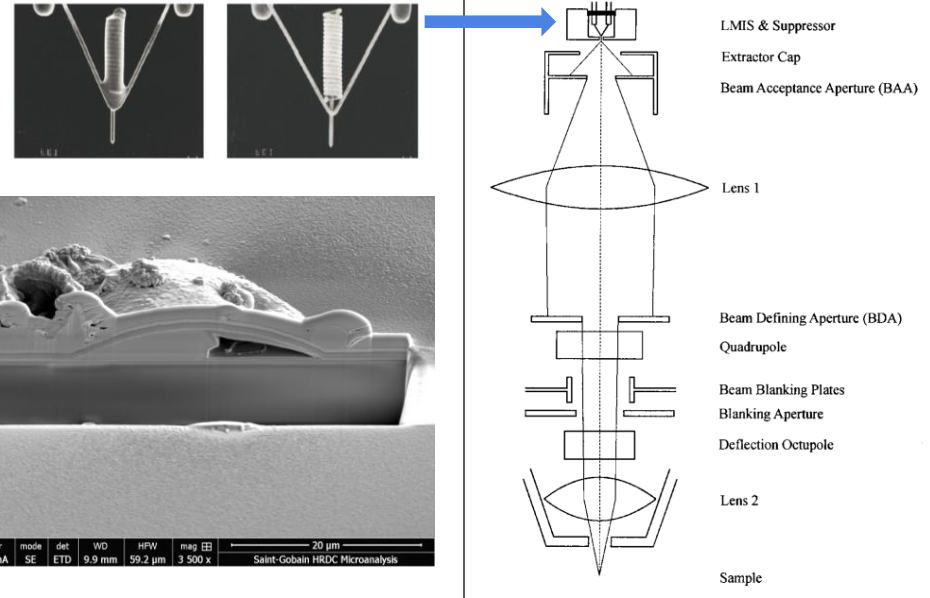 LMIS & Suppressor
Extractor Cap
Beam Acceptance Aperture (BAA)
Lens 1
Beam Defining Aperture (BDA)
Quadrupole
Beam Blanking Plates
Blanking Aperture
Deflection Octupole
Lens 2
Sample
mode det WD HFW mag 20 μm
SE ETD 9.9 mm 59.2 μm 3 500 x Saint-Gobain HRDC Microanalysis